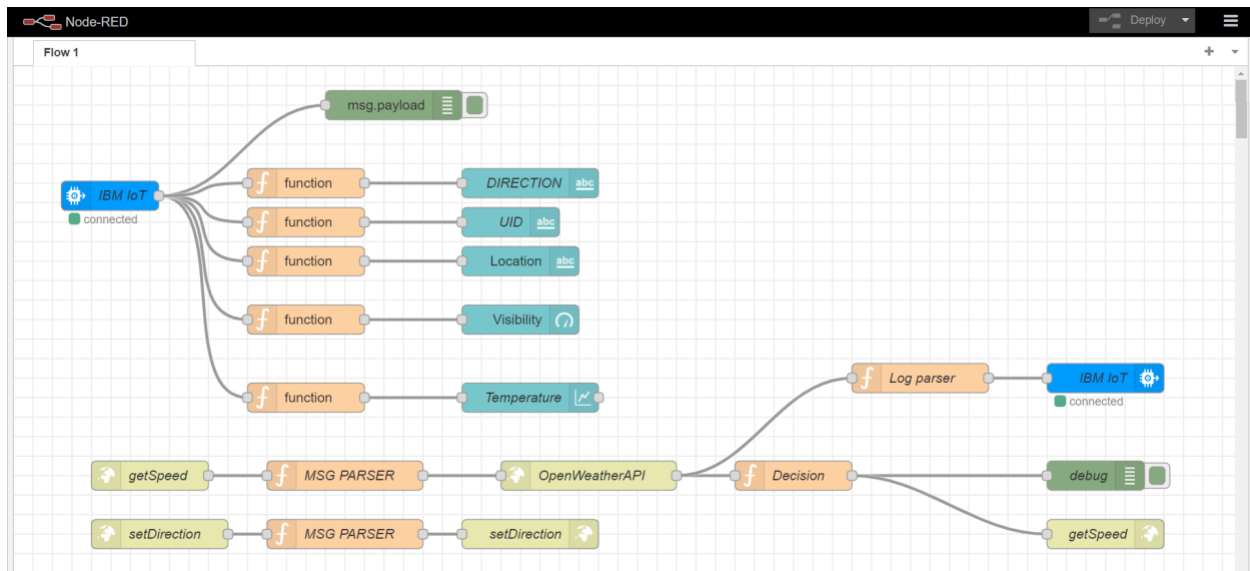 Node-RED
Deploy
Flow 1
msg.payload
IBM IoT
connected
function
DIRECTION
abc
function
UID
abc
function
Location
abc
function
Visibility
function
Temperature
Log parser
IBM IoT
connected
getSpeed
MSG PARSER
OpenWeatherAPI
Decision
debug
setDirection
MSG PARSER
setDirection
getSpeed